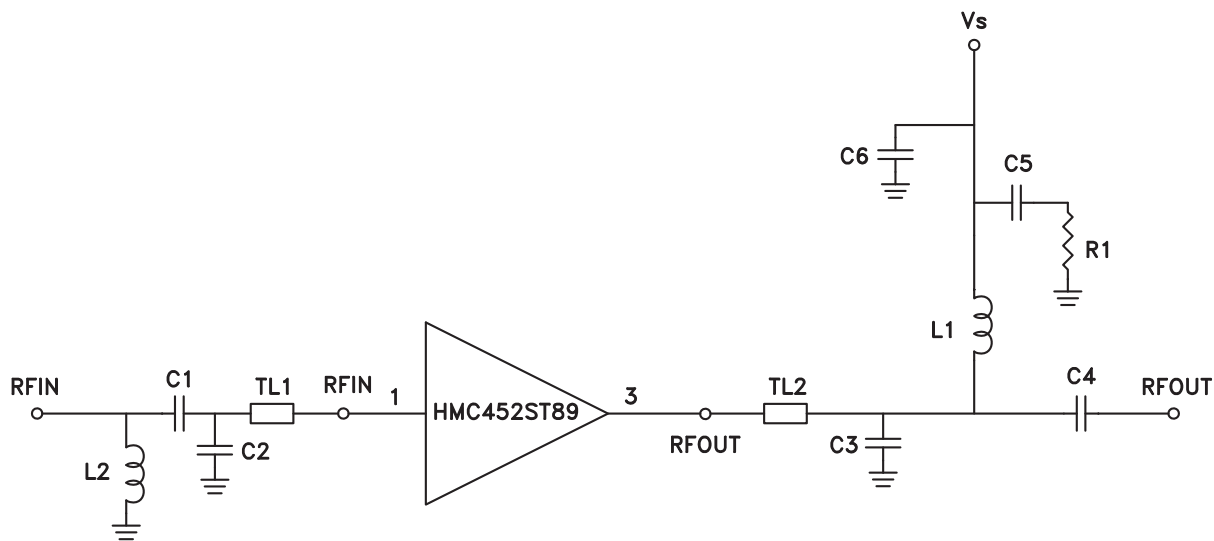 Vs
C6
C5
R1
L1
RFIN
C1
TL1
RFIN
1
HMC452ST89
3
TL2
C4
RFOUT
L2
C2
RFOUT
C3